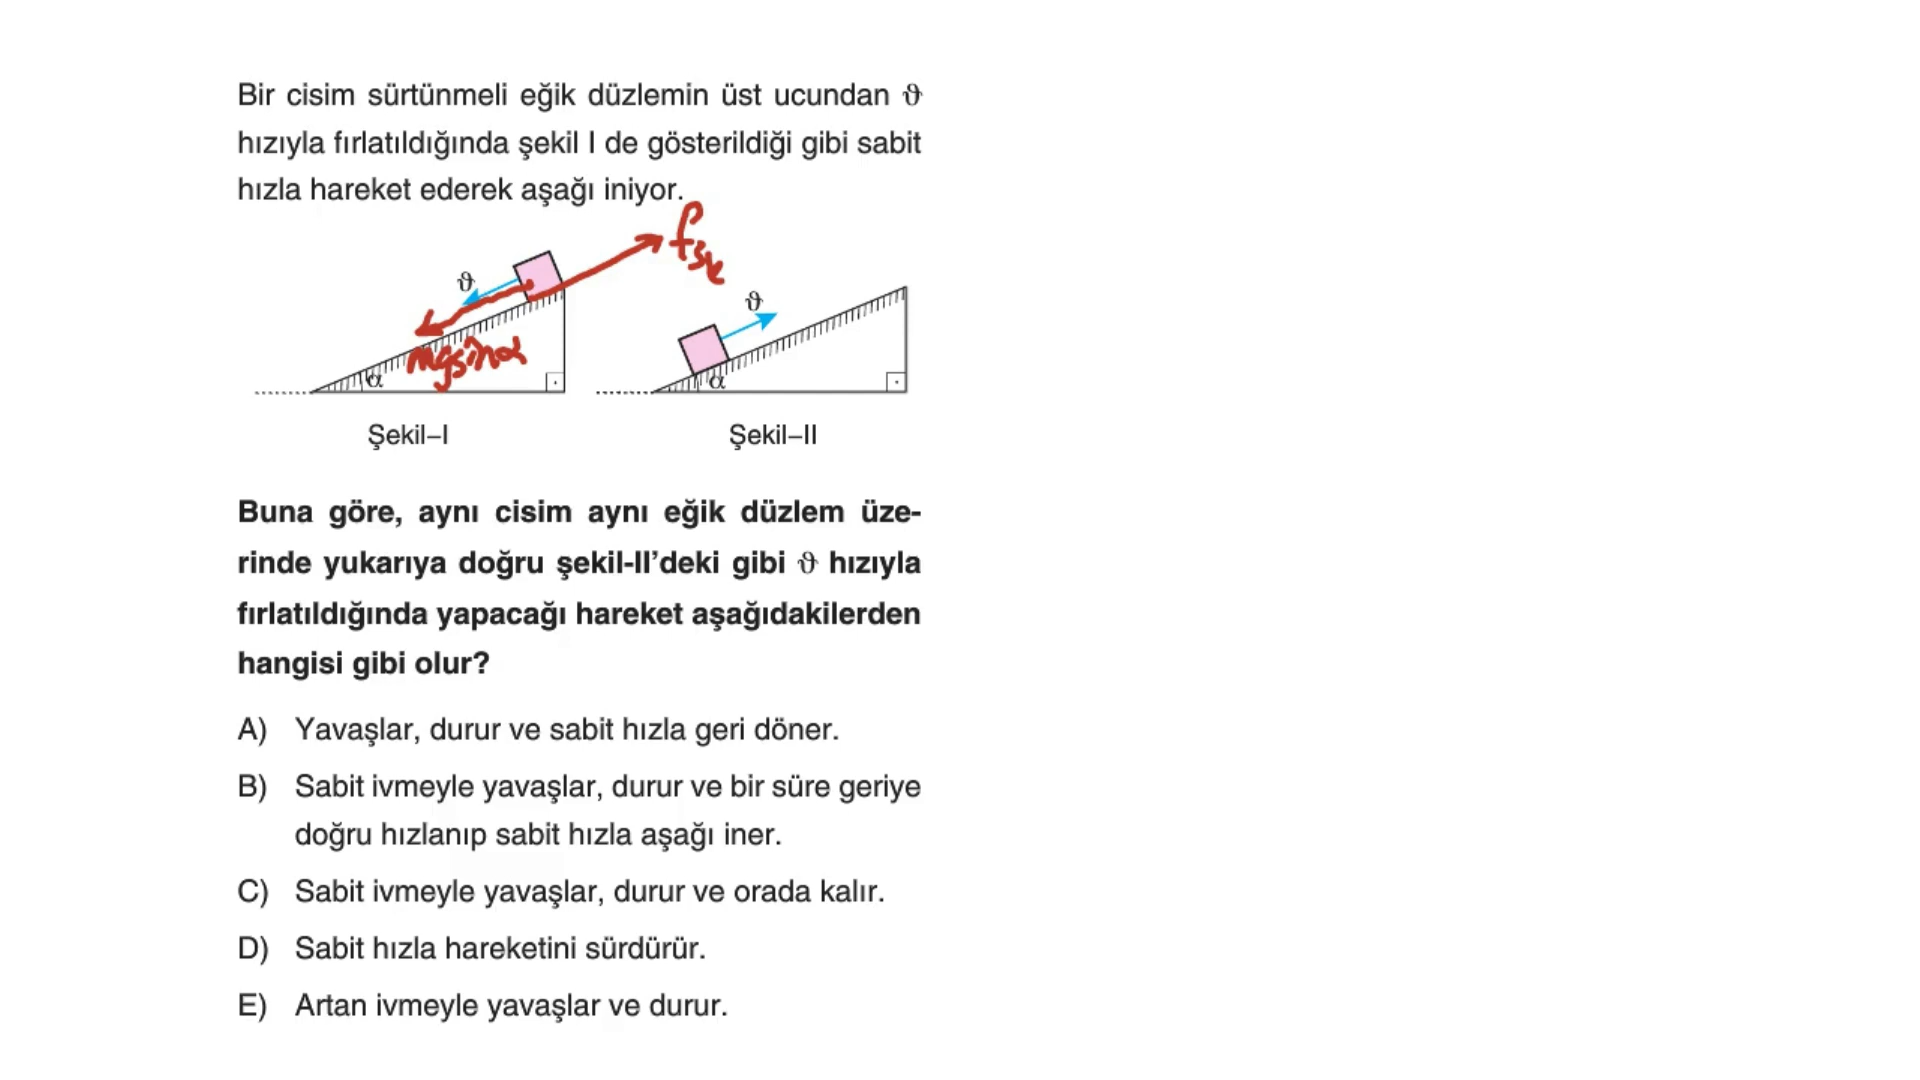 Bir cisim sürtünmeli eğik düzlemin üst ucundan ϑ
hızıyla fırlatıldığında şekil I de gösterildiği gibi sabit
hızla hareket ederek aşağı iniyor.
fsk
ϑ
ϑ
mgsinα
α
α
Şekil–I
Şekil–II
Buna göre, aynı cisim aynı eğik düzlem üze-
rinde yukarıya doğru şekil-II’deki gibi ϑ hızıyla
fırlatıldığında yapacağı hareket aşağıdakilerden
hangisi gibi olur?
A) Yavaşlar, durur ve sabit hızla geri döner.
B) Sabit ivmeyle yavaşlar, durur ve bir süre geriye
doğru hızlanıp sabit hızla aşağı iner.
C) Sabit ivmeyle yavaşlar, durur ve orada kalır.
D) Sabit hızla hareketini sürdürür.
E) Artan ivmeyle yavaşlar ve durur.